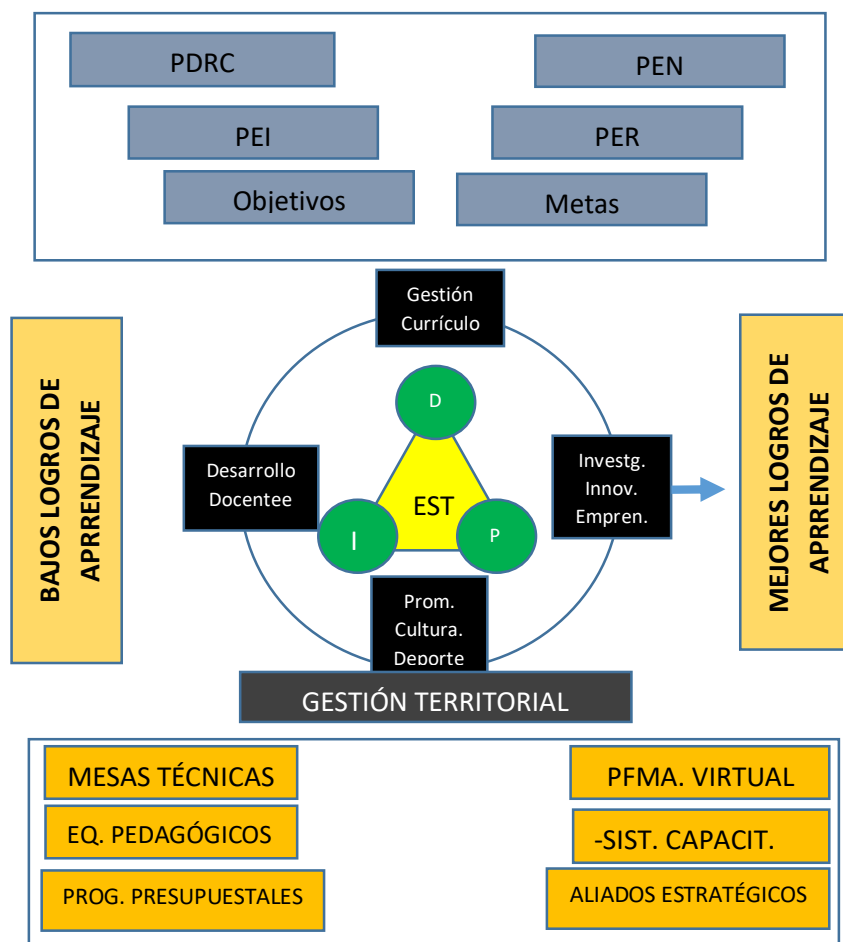 PDRC
PEN
PEI
PER
Objetivos
Metas
Gestión
Currículo
BAJOS LOGROS DE
APRRENDIZAJE
D
Desarrollo
Docentee
EST
I
P
Investg.
Innov.
Empren.
MEJORES LOGROS DE
APRRENDIZAJE
Prom.
Cultura.
Deporte
GESTIÓN TERRITORIAL
MESAS TÉCNICAS
PFMA. VIRTUAL
EQ. PEDAGÓGICOS
-SIST. CAPACIT.
PROG. PRESUPUESTALES
ALIADOS ESTRATÉGICOS